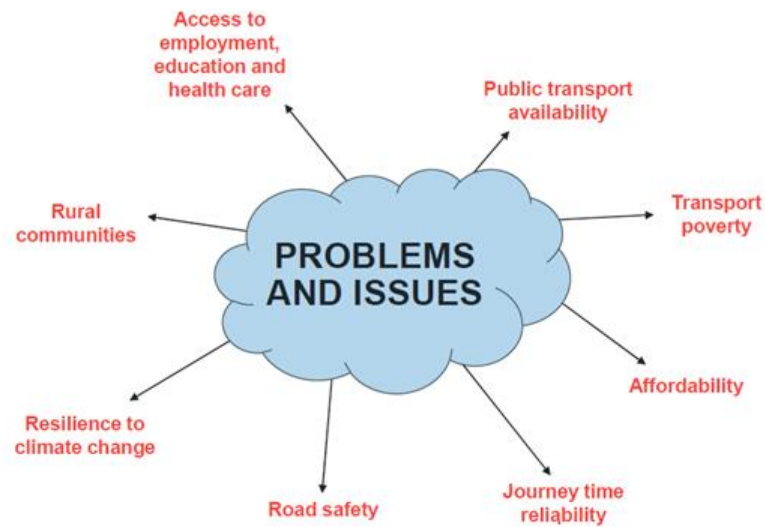 Access to
employment,
education and
health care
Public transport
availability
Transport
poverty
Rural
communities
PROBLEMS
AND ISSUES
Affordability
Resilience to
climate change
Road safety
Journey time
reliability